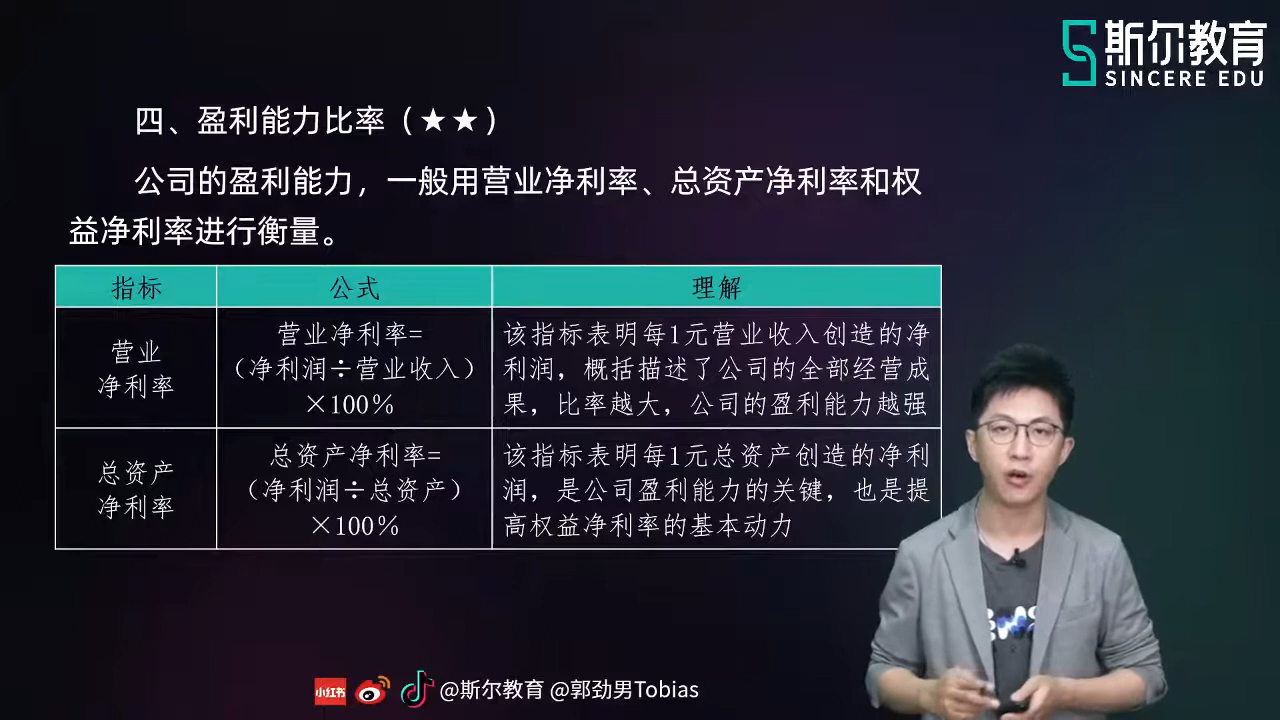 斯尔教育
SINCERE EDU
四、盈利能力比率（★★）
公司的盈利能力，一般用营业净利率、总资产净利率和权
益净利率进行衡量。
指标
公式
理解
营业
净利率
营业净利率=
（净利润÷营业收入）
×100%
该指标表明每1元营业收入创造的净
利润，概括描述了公司的全部经营成
果，比率越大，公司的盈利能力越强
总资产
净利率
总资产净利率=
（净利润÷总资产）
×100%
该指标表明每1元总资产创造的净利
润，是公司盈利能力的关键，也是提
高权益净利率的基本动力
小红书
@斯尔教育 @郭劲男Tobias